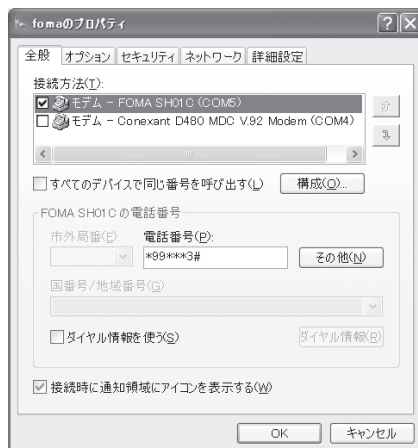 fomaのプロパティ
全般 オプション セキュリティ ネットワーク 詳細設定
接続方法(T):
モデム - FOMA SH01C (COM5)
モデム - Conexant D480 MDC V.92 Modem (COM4)
すべてのデバイスで同じ番号を呼び出す(L) 構成(O)...
FOMA SH01C の電話番号
市外局番(E): 電話番号(P):
*99***3# その他(N)
国番号/地域番号(G):
ダイヤル情報を使う(S) ダイヤル情報(R)
接続時に通知領域にアイコンを表示する(W)
OK キャンセル